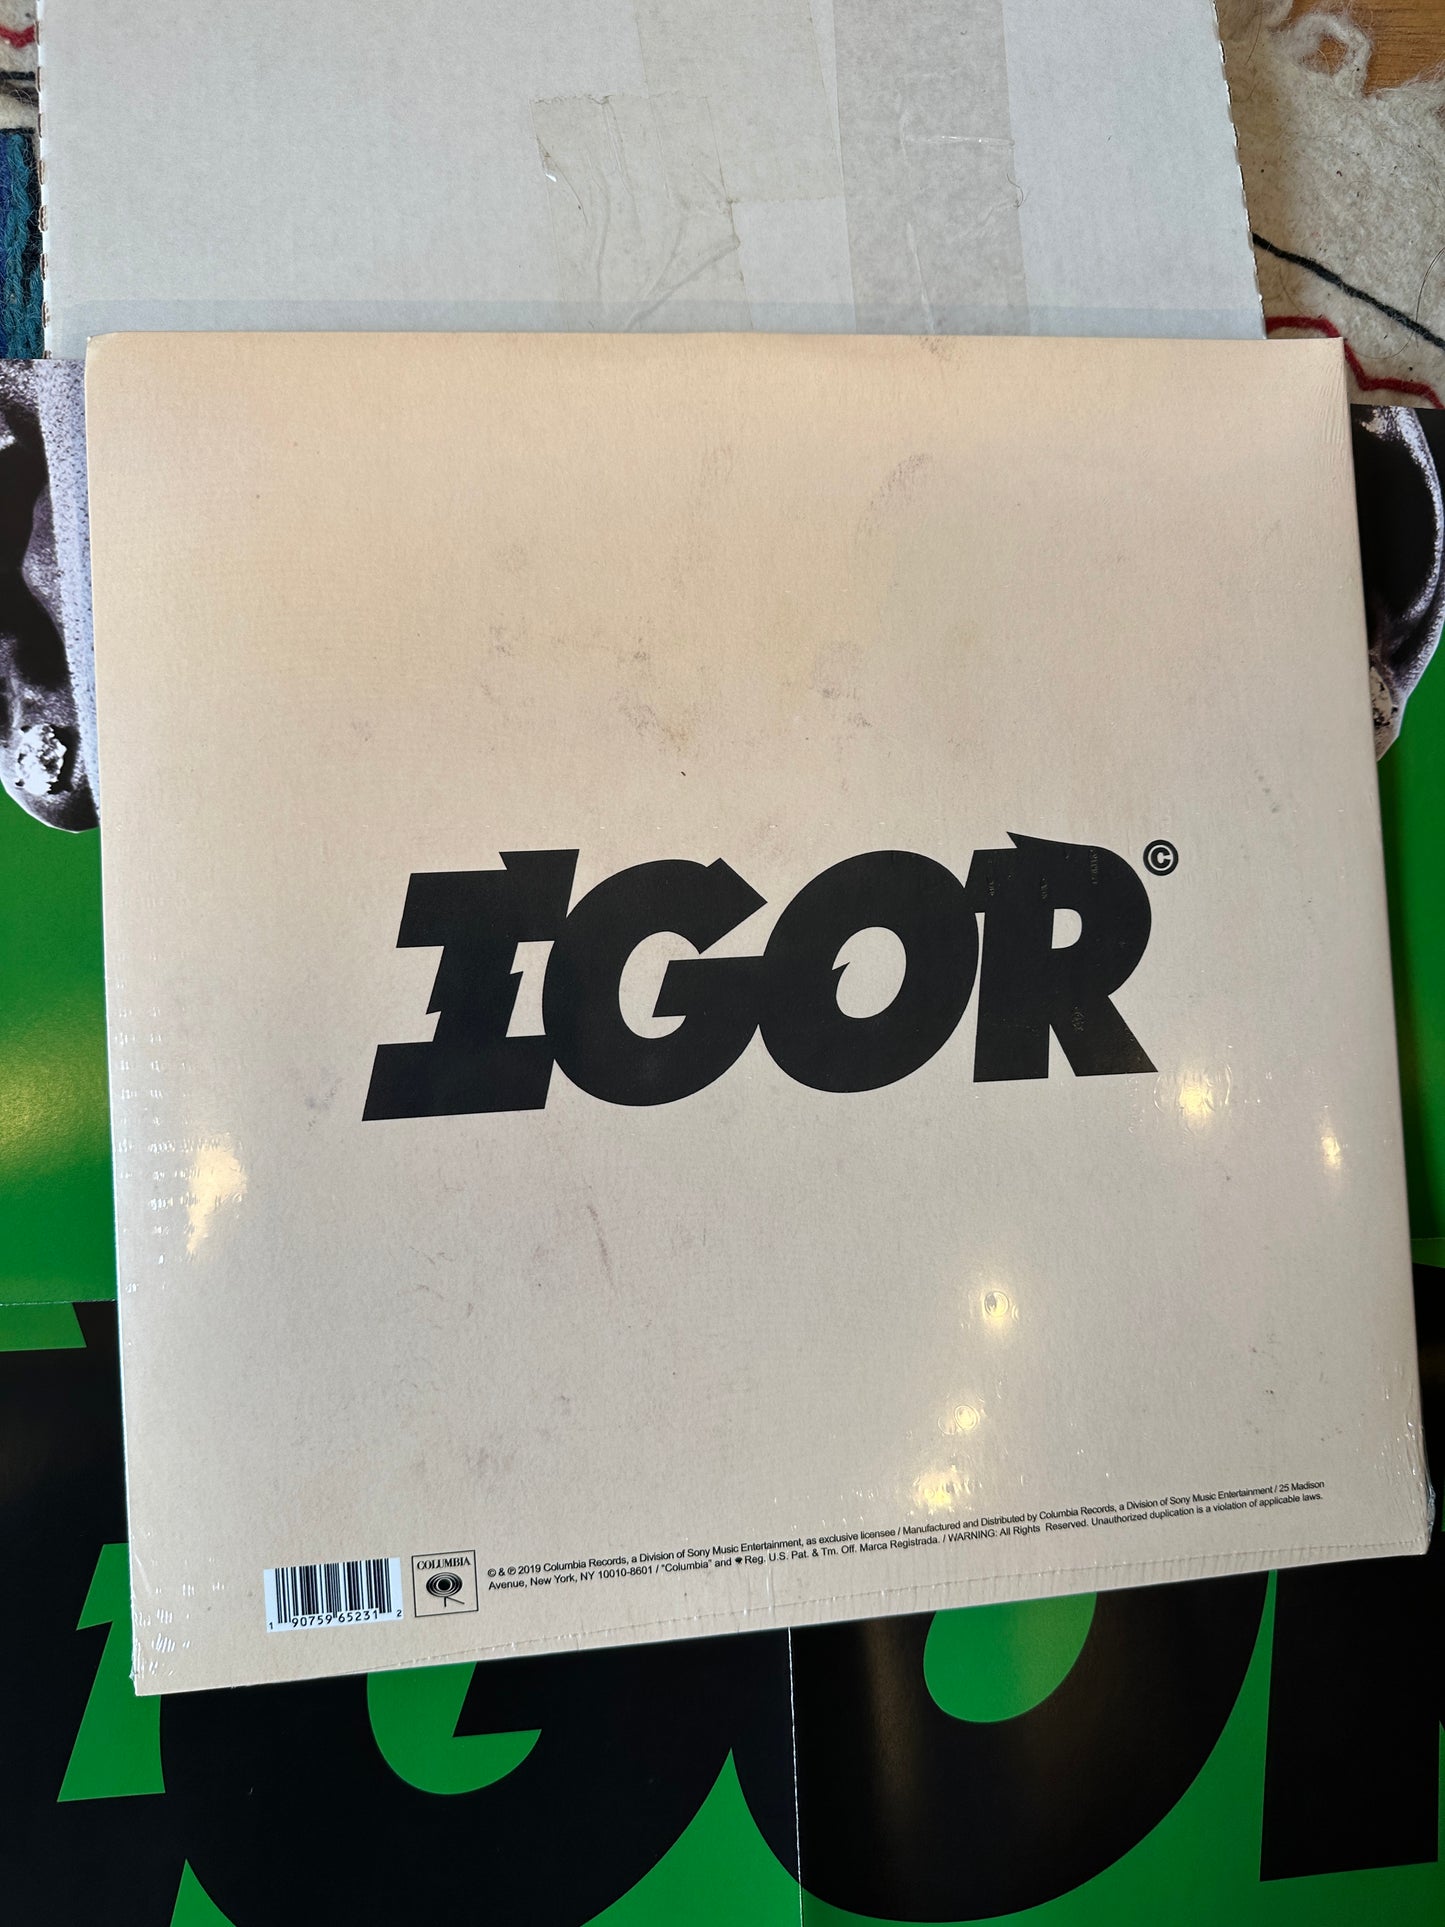 IGOR©
© & ℗ 2019 Columbia Records, a Division of Sony Music Entertainment, as exclusive licensee / Manufactured and Distributed by Columbia Records, a Division of Sony Music Entertainment / 25 Madison
Avenue, New York, NY 10010-8601 / "Columbia" and Reg. U.S. Pat. & Tm. Off. Marca Registrada. / WARNING: All Rights Reserved. Unauthorized duplication is a violation of applicable laws.
COLUMBIA
1 90759 65231 2